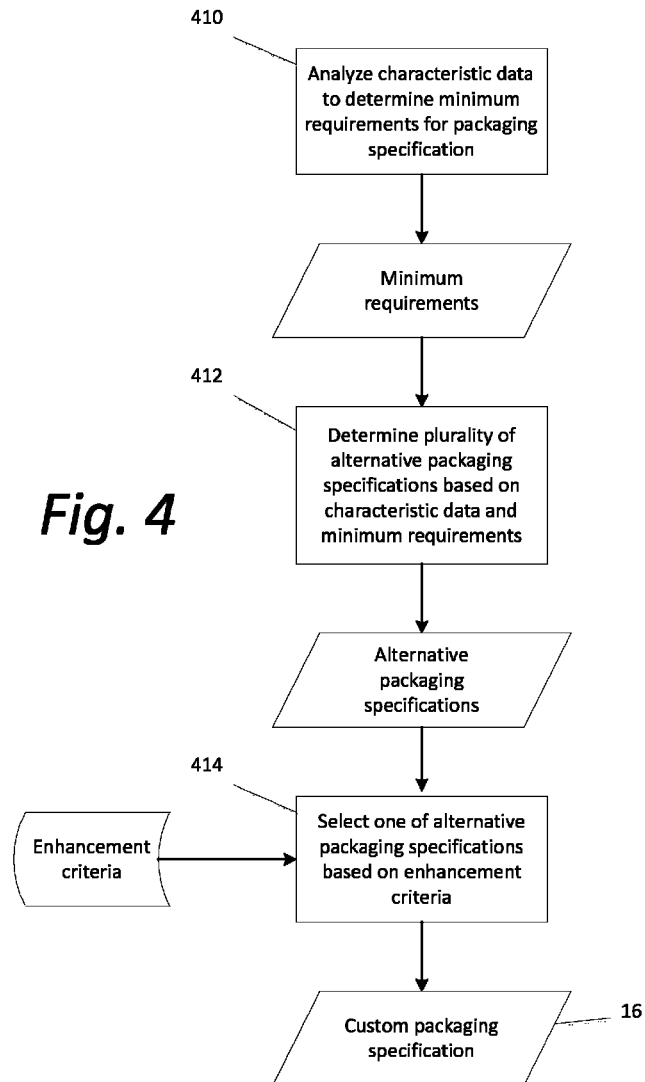 410
Analyze characteristic data
to determine minimum
requirements for packaging
specification
Minimum
requirements
412
Determine plurality of
alternative packaging
specifications based on
characteristic data and
minimum requirements
Fig. 4
Alternative
packaging
specifications
414
Enhancement
criteria
Select one of alternative
packaging specifications
based on enhancement
criteria
16
Custom packaging
specification